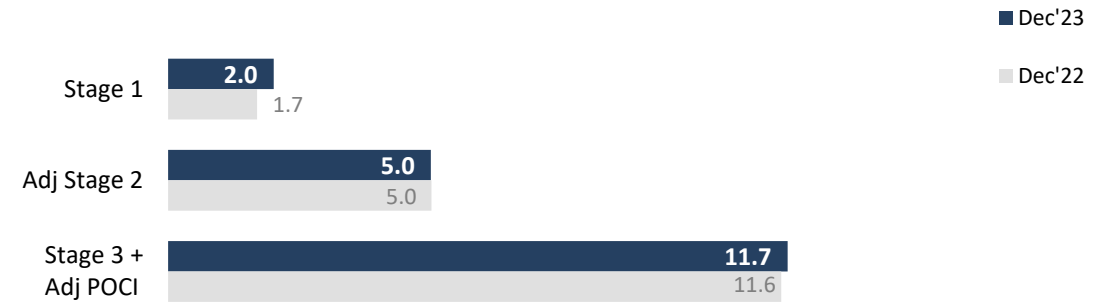 Dec'23
Dec'22
Stage 1
2.0
1.7
Adj Stage 2
5.0
5.0
Stage 3 +
Adj POCI
11.7
11.6